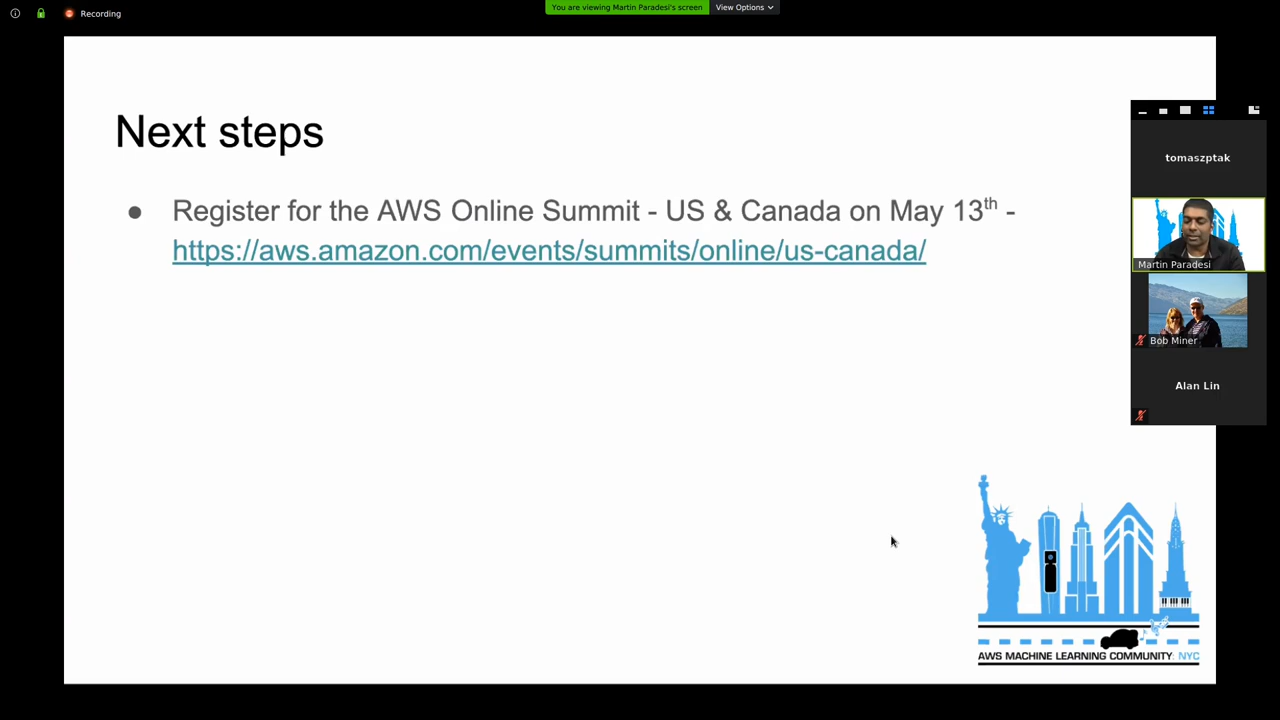 Recording
You are viewing Martin Paradesi's screen
View Options
Next steps
● Register for the AWS Online Summit - US & Canada on May 13th -
https://aws.amazon.com/events/summits/online/us-canada/
tomaszptak
Martin Paradesi
Bob Miner
Alan Lin
AWS MACHINE LEARNING COMMUNITY: NYC